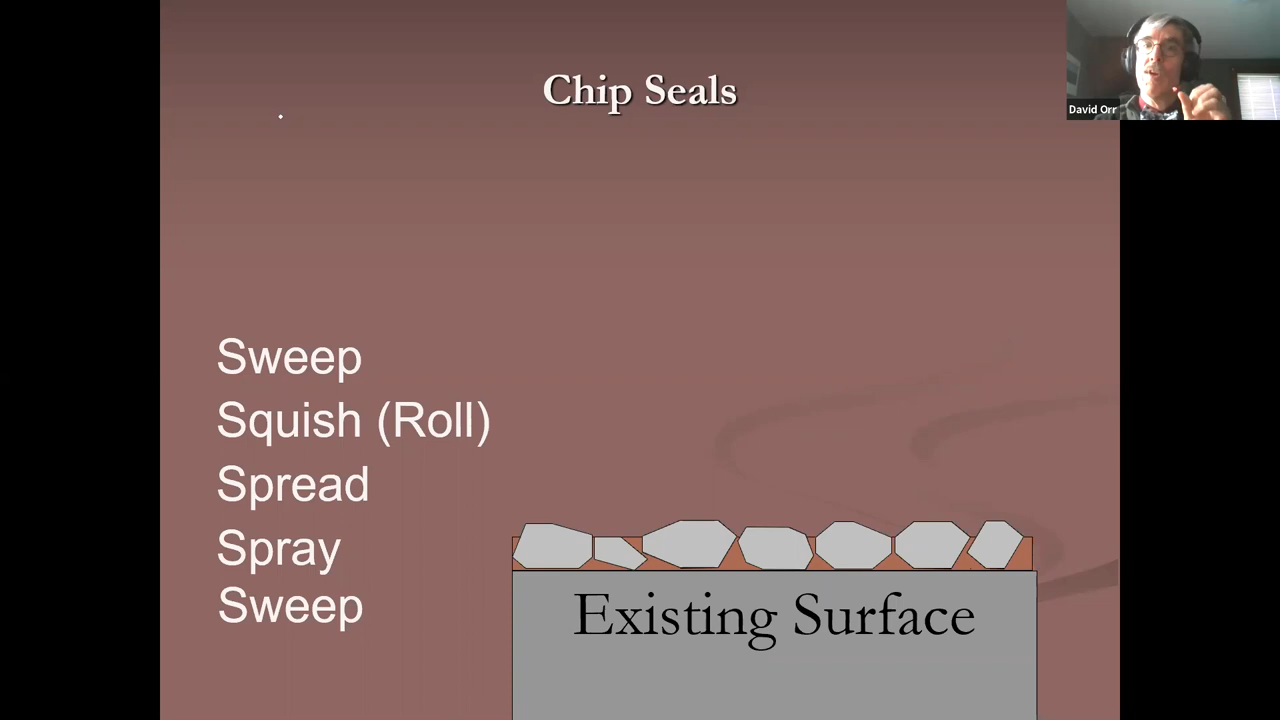 Chip Seals
David Orr
Sweep
Squish (Roll)
Spread
Spray
Sweep
Existing Surface